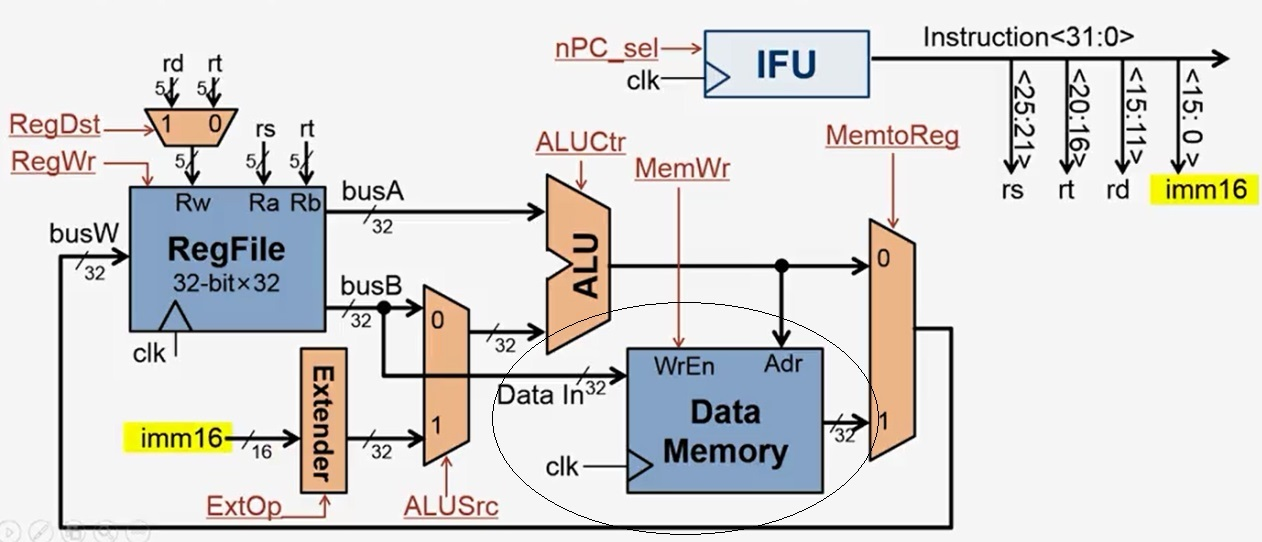 nPC_sel
clk
IFU
Instruction<31:0>
<25:21>
<20:16>
<15:11>
<15: 0 >
rs
rt
rd
imm16
rd
rt
5
5
RegDst
1
0
RegWr
rs
rt
5
5
5
Rw
Ra
Rb
busW
32
RegFile
32-bit×32
clk
busA
32
busB
32
0
1
32
imm16
16
Extender
32
ExtOp
ALUSrc
ALUCtr
ALU
MemWr
MemtoReg
Data In
32
WrEn
Adr
Data
Memory
clk
32
0
1